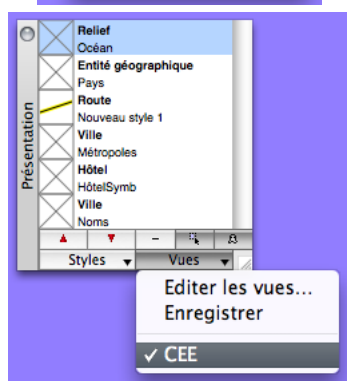 Présentation
Relief
Océan
Entité géographique
Pays
Route
Nouveau style 1
Ville
Métropoles
Hôtel
HôtelSymb
Ville
Noms
Styles
Vues
Editer les vues...
Enregistrer
✓ CEE